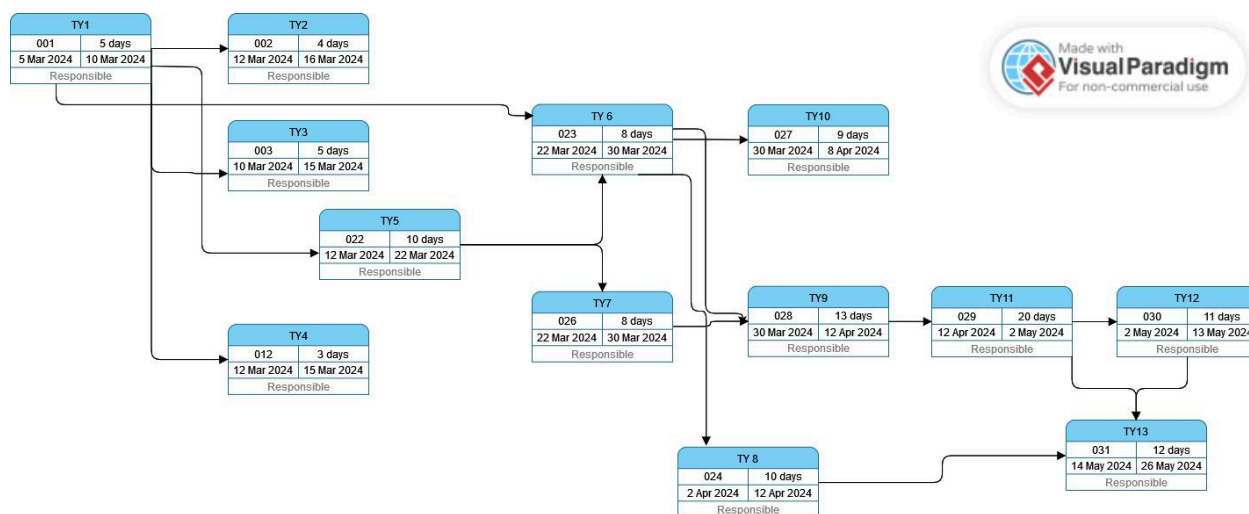 TY1
001 5 days
5 Mar 2024 10 Mar 2024
Responsible
TY2
002 4 days
12 Mar 2024 16 Mar 2024
Responsible
Made with
Visual Paradigm
For non-commercial use
TY3
003 5 days
10 Mar 2024 15 Mar 2024
Responsible
TY 6
023 8 days
22 Mar 2024 30 Mar 2024
Responsible
TY10
027 9 days
30 Mar 2024 8 Apr 2024
Responsible
TY5
022 10 days
12 Mar 2024 22 Mar 2024
Responsible
TY4
012 3 days
12 Mar 2024 15 Mar 2024
Responsible
TY7
026 8 days
22 Mar 2024 30 Mar 2024
Responsible
TY9
028 13 days
30 Mar 2024 12 Apr 2024
Responsible
TY11
029 20 days
12 Apr 2024 2 May 2024
Responsible
TY12
030 11 days
2 May 2024 13 May 2024
Responsible
TY 8
024 10 days
2 Apr 2024 12 Apr 2024
Responsible
TY13
031 12 days
14 May 2024 26 May 2024
Responsible